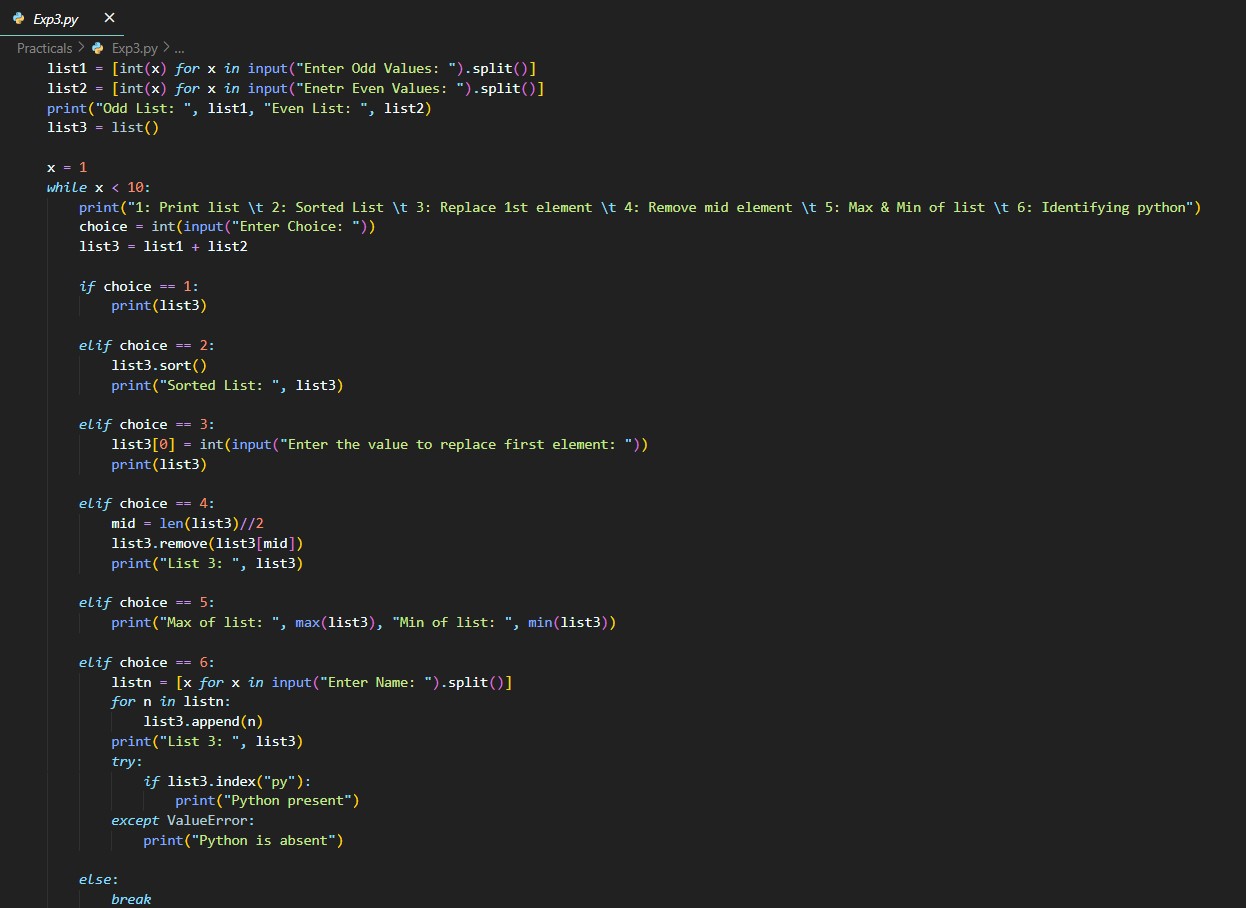 Exp3.py ×
Practicals > Exp3.py > ...
list1 = [int(x) for x in input("Enter Odd Values: ").split()]
list2 = [int(x) for x in input("Enetr Even Values: ").split()]
print("Odd List: ", list1, "Even List: ", list2)
list3 = list()
x = 1
while x < 10:
print("1: Print list \t 2: Sorted List \t 3: Replace 1st element \t 4: Remove mid element \t 5: Max & Min of list \t 6: Identifying python")
choice = int(input("Enter Choice: "))
list3 = list1 + list2
if choice == 1:
print(list3)
elif choice == 2:
list3.sort()
print("Sorted List: ", list3)
elif choice == 3:
list3[0] = int(input("Enter the value to replace first element: "))
print(list3)
elif choice == 4:
mid = len(list3)//2
list3.remove(list3[mid])
print("List 3: ", list3)
elif choice == 5:
print("Max of list: ", max(list3), "Min of list: ", min(list3))
elif choice == 6:
listn = [x for x in input("Enter Name: ").split()]
for n in listn:
list3.append(n)
print("List 3: ", list3)
try:
if list3.index("py"):
print("Python present")
except ValueError:
print("Python is absent")
else:
break